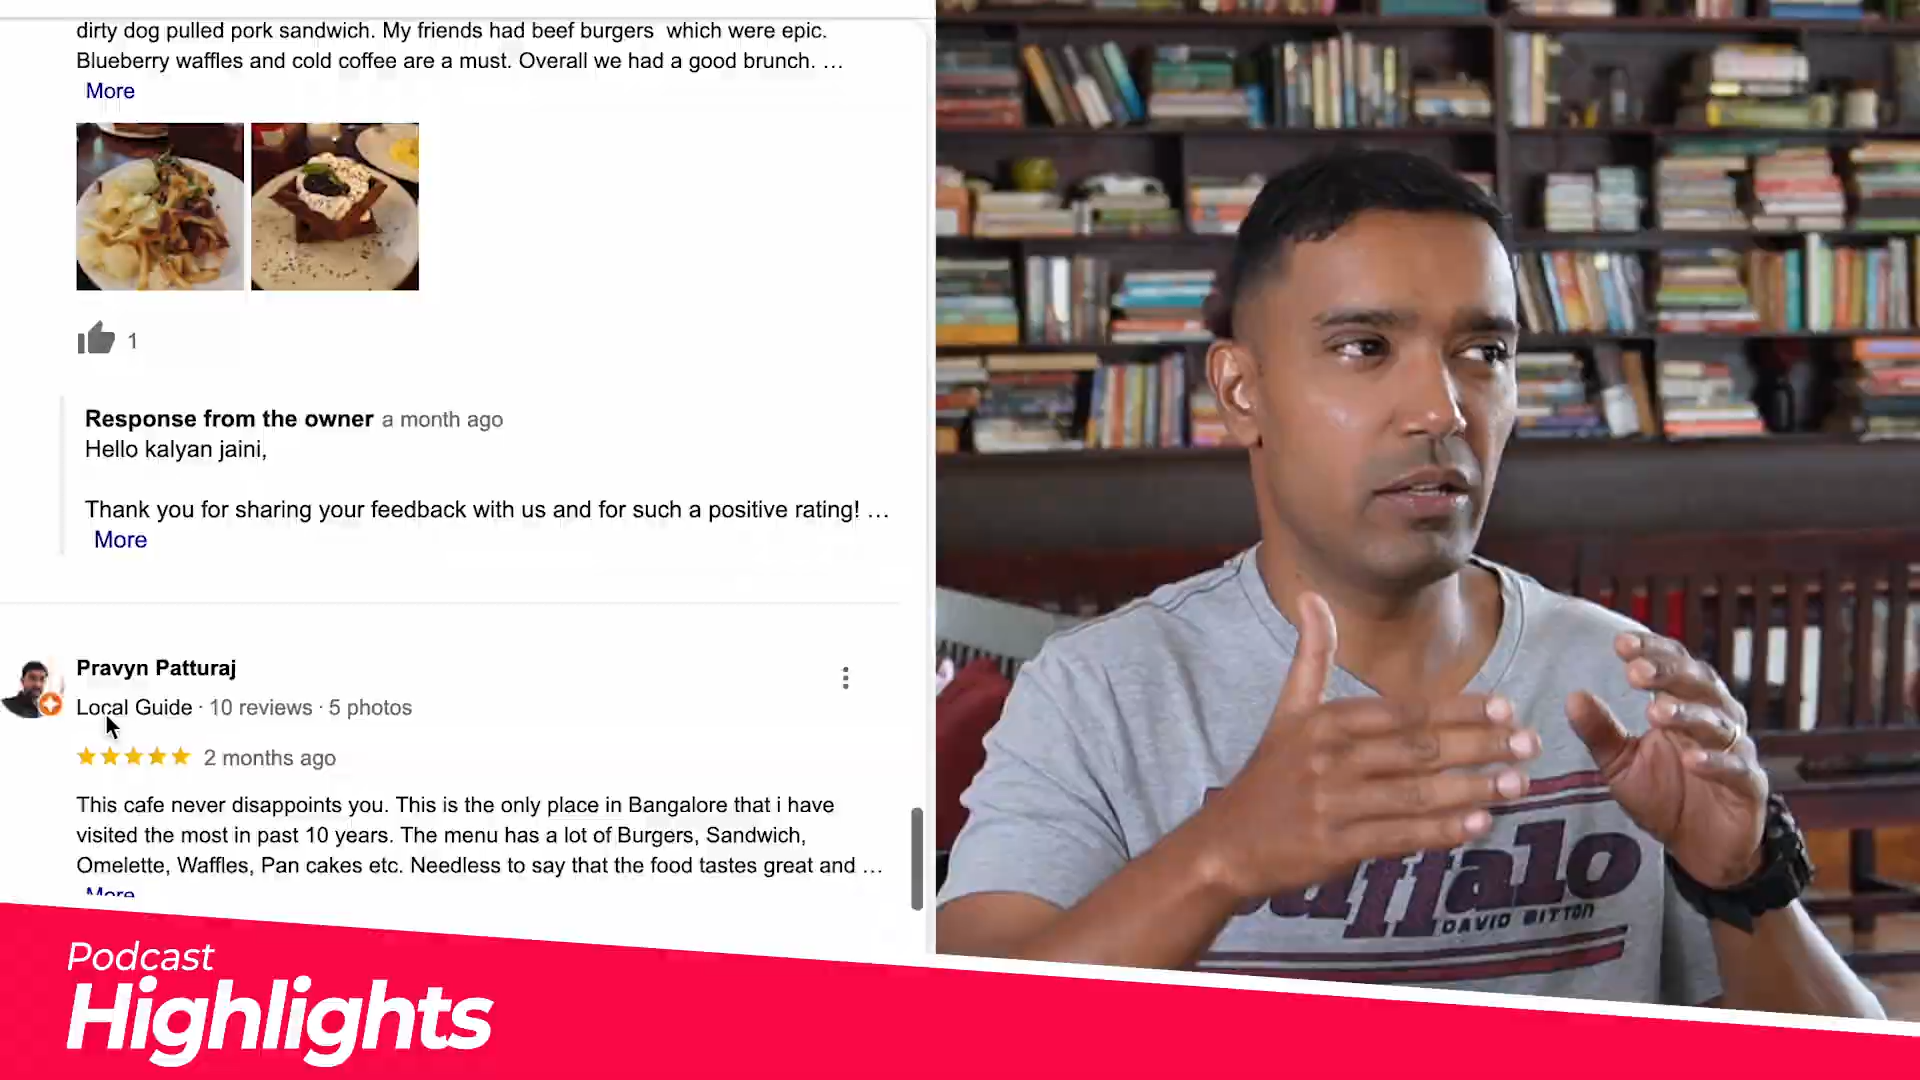 dirty dog pulled pork sandwich. My friends had beef burgers  which were epic.
Blueberry waffles and cold coffee are a must. Overall we had a good brunch. …
More
1
Response from the owner a month ago
Hello kalyan jaini,
Thank you for sharing your feedback with us and for such a positive rating! …
More
Pravyn Patturaj
Local Guide · 10 reviews · 5 photos
2 months ago
This cafe never disappoints you. This is the only place in Bangalore that i have
visited the most in past 10 years. The menu has a lot of Burgers, Sandwich,
Omelette, Waffles, Pan cakes etc. Needless to say that the food tastes great and …
More
Buffalo
DAVID BITTON
Podcast
Highlights